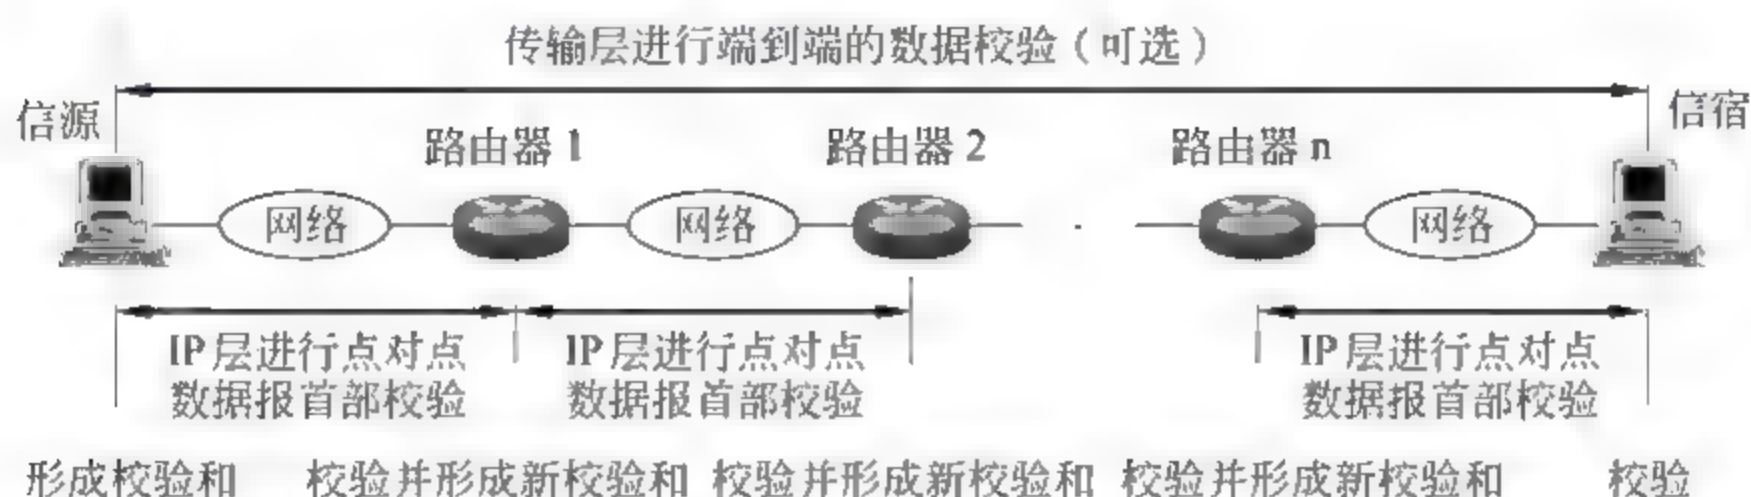 传输层进行端到端的数据校验（可选）
信源
信宿
路由器 1
路由器 2
路由器 n
网络
网络
网络
IP层进行点对点
数据报首部校验
IP层进行点对点
数据报首部校验
IP层进行点对点
数据报首部校验
形成校验和
校验并形成新校验和
校验并形成新校验和
校验并形成新校验和
校验